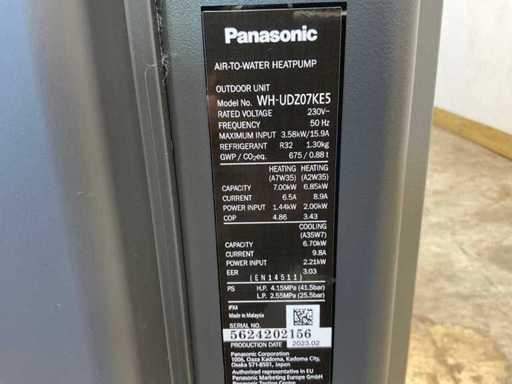 Panasonic
AIR-TO-WATER HEATPUMP
OUTDOOR UNIT
Model No. WH-UDZ07KE5
RATED VOLTAGE 230V~
FREQUENCY 50 Hz
MAXIMUM INPUT 3.58kW/15.9A
REFRIGERANT R32 1.30kg
GWP / CO₂eq. 675 / 0.88 t
HEATING HEATING
(A7W35) (A2W35)
CAPACITY 7.00kW 6.85kW
CURRENT 6.5A 8.9A
POWER INPUT 1.44kW 2.00kW
COP 4.86 3.43
COOLING
(A35W7)
CAPACITY 6.70kW
CURRENT 9.8A
POWER INPUT 2.21kW
EER 3.03
(EN14511)
PS H.P. 4.15MPa (41.5bar)
L.P. 2.55MPa (25.5bar)
IPX4
Made in Malaysia
SERIAL NO.
5624202156
PRODUCTION DATE 2023.02
Panasonic Corporation
1006, Oaza Kadoma, Kadoma City,
Osaka 571-8501, Japan
Authorised representative in EU
Panasonic Marketing Europe GmbH
Panasonic Testing Centre